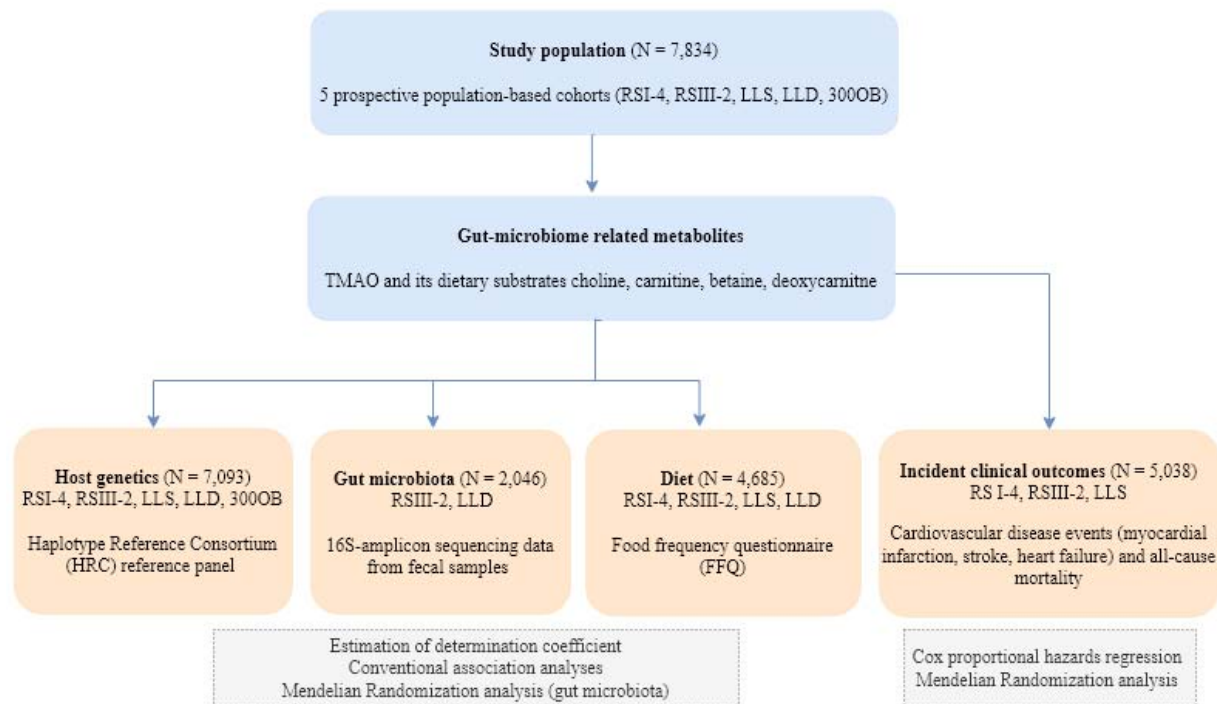 Study population (N = 7,834)
5 prospective population-based cohorts (RSI-4, RSIII-2, LLS, LLD, 300OB)
Gut-microbiome related metabolites
TMAO and its dietary substrates choline, carnitine, betaine, deoxycarnitne
Host genetics (N = 7,093)
RSI-4, RSIII-2, LLS, LLD, 300OB
Haplotype Reference Consortium
(HRC) reference panel
Gut microbiota (N = 2,046)
RSIII-2, LLD
16S-amplicon sequencing data
from fecal samples
Diet (N = 4,685)
RSI-4, RSIII-2, LLS, LLD
Food frequency questionnaire
(FFQ)
Incident clinical outcomes (N = 5,038)
RS I-4, RSIII-2, LLS
Cardiovascular disease events (myocardial
infarction, stroke, heart failure) and all-cause
mortality
Estimation of determination coefficient
Conventional association analyses
Mendelian Randomization analysis (gut microbiota)
Cox proportional hazards regression
Mendelian Randomization analysis